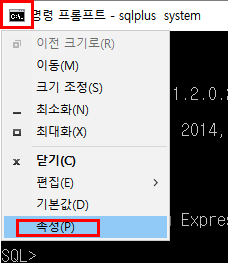 명령 프롬프트 - sqlplus system
이전 크기로(R)
이동(M)
크기 조정(S)
1.2.0.
최소화(N)
최대화(X)
2014,
닫기(C)
편집(E)
기본값(D)
속성(P)
Expres
SQL>